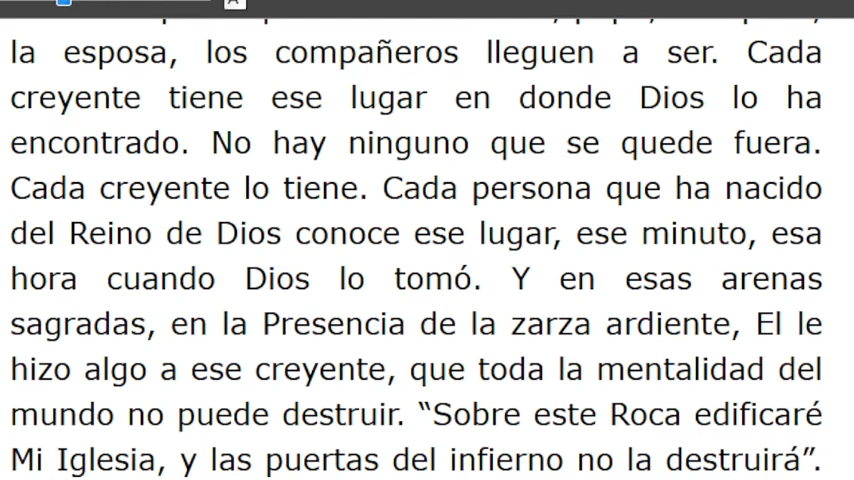 la esposa, los compañeros lleguen a ser. Cada
creyente tiene ese lugar en donde Dios lo ha
encontrado. No hay ninguno que se quede fuera.
Cada creyente lo tiene. Cada persona que ha nacido
del Reino de Dios conoce ese lugar, ese minuto, esa
hora cuando Dios lo tomó. Y en esas arenas
sagradas, en la Presencia de la zarza ardiente, El le
hizo algo a ese creyente, que toda la mentalidad del
mundo no puede destruir. “Sobre este Roca edificaré
Mi Iglesia, y las puertas del infierno no la destruirá”.